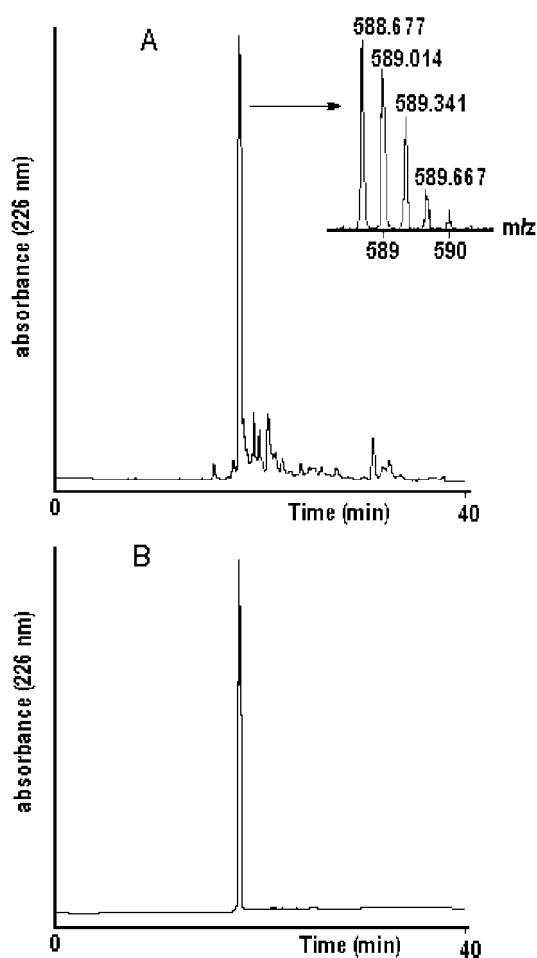 A
588.677
589.014
589.341
589.667
m/z
589 590
absorbance (226 nm)
0 Time (min) 40
B
absorbance (226 nm)
0 Time (min) 40